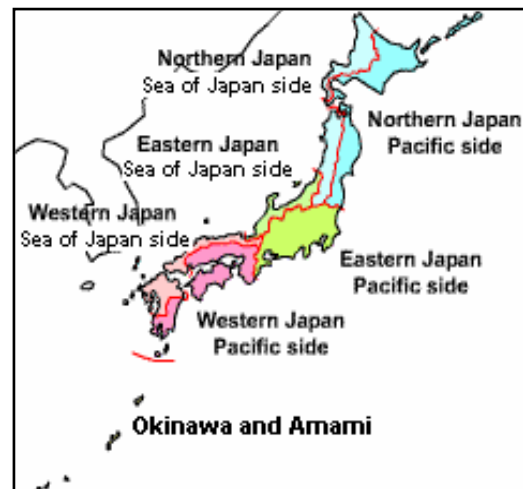 Northern Japan
Sea of Japan side
Northern Japan
Pacific side
Eastern Japan
Sea of Japan side
Western Japan
Sea of Japan side
Eastern Japan
Pacific side
Western Japan
Pacific side
Okinawa and Amami